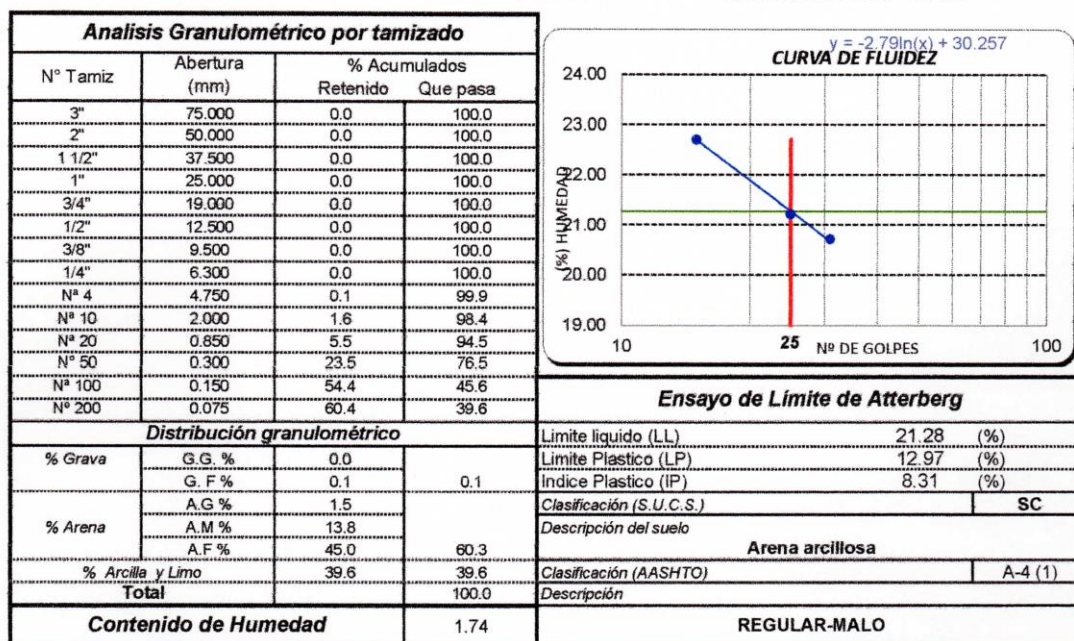 Analisis Granulométrico por tamizado
N° Tamiz Abertura (mm) % Acumulados
Retenido Que pasa
3" 75.000 0.0 100.0
2" 50.000 0.0 100.0
1 1/2" 37.500 0.0 100.0
1" 25.000 0.0 100.0
3/4" 19.000 0.0 100.0
1/2" 12.500 0.0 100.0
3/8" 9.500 0.0 100.0
1/4" 6.300 0.0 100.0
Nª 4 4.750 0.1 99.9
Nª 10 2.000 1.6 98.4
Nª 20 0.850 5.5 94.5
N° 50 0.300 23.5 76.5
Nª 100 0.150 54.4 45.6
Nº 200 0.075 60.4 39.6
Distribución granulométrico
% Grava G.G. % 0.0
G. F % 0.1 0.1
% Arena A.G % 1.5
A.M % 13.8
A.F % 45.0 60.3
% Arcilla y Limo 39.6 39.6
Total 100.0
Contenido de Humedad 1.74
y = -2.79ln(x) + 30.257
CURVA DE FLUIDEZ
(%) HUMEDAD
24.00
23.00
22.00
21.00
20.00
19.00
10 25 Nº DE GOLPES 100
Ensayo de Límite de Atterberg
Limite liquido (LL) 21.28 (%)
Limite Plastico (LP) 12.97 (%)
Indice Plastico (IP) 8.31 (%)
Clasificación (S.U.C.S.) SC
Descripción del suelo
Arena arcillosa
Clasificación (AASHTO) A-4 (1)
Descripción
REGULAR-MALO